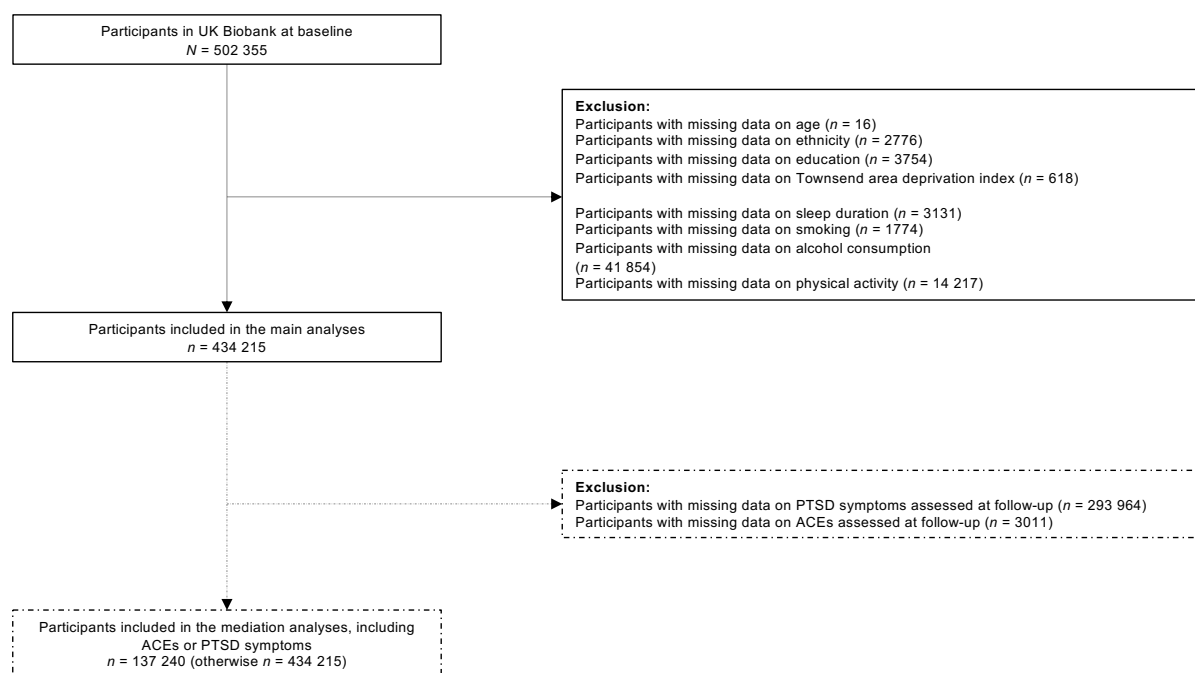 Participants in UK Biobank at baseline
N = 502 355
Exclusion:
Participants with missing data on age (n = 16)
Participants with missing data on ethnicity (n = 2776)
Participants with missing data on education (n = 3754)
Participants with missing data on Townsend area deprivation index (n = 618)
Participants with missing data on sleep duration (n = 3131)
Participants with missing data on smoking (n = 1774)
Participants with missing data on alcohol consumption
(n = 41 854)
Participants with missing data on physical activity (n = 14 217)
Participants included in the main analyses
n = 434 215
Exclusion:
Participants with missing data on PTSD symptoms assessed at follow-up (n = 293 964)
Participants with missing data on ACEs assessed at follow-up (n = 3011)
Participants included in the mediation analyses, including
ACEs or PTSD symptoms
n = 137 240 (otherwise n = 434 215)